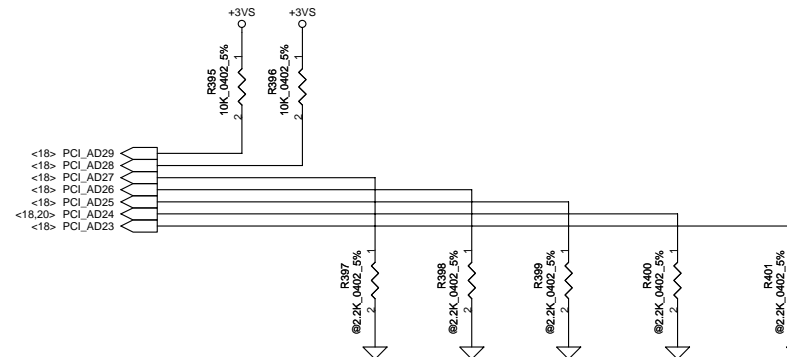 +3VS +3VS
R395 1 10K_0402_5% 2
R396 1 10K_0402_5% 2
<18> PCI_AD29
<18> PCI_AD28
<18> PCI_AD27
<18> PCI_AD26
<18> PCI_AD25
<18,20> PCI_AD24
<18> PCI_AD23
R397 1 @2.2K_0402_5% 2
R398 1 @2.2K_0402_5% 2
R399 1 @2.2K_0402_5% 2
R400 1 @2.2K_0402_5% 2
R401 1 @2.2K_0402_5% 2